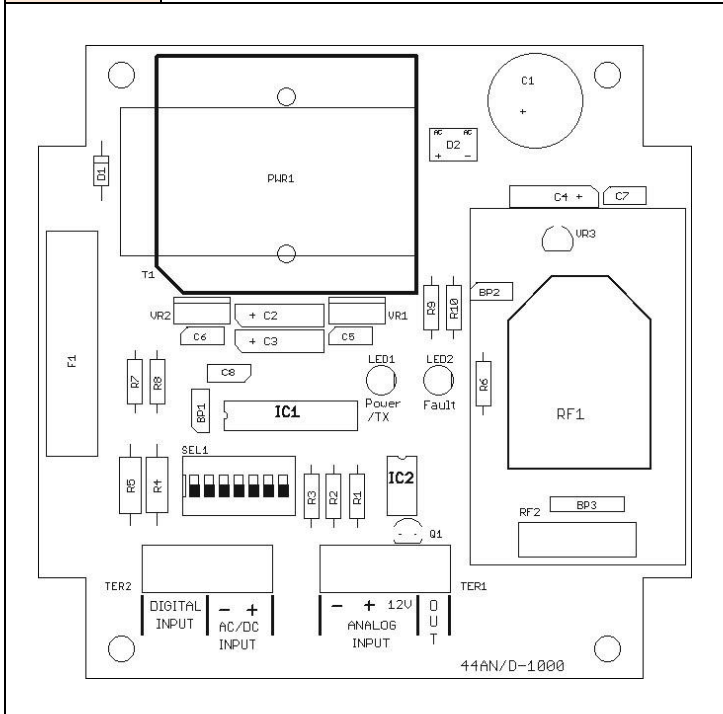 C1
+
AC AC
D2
+ -
D1
PWR1
C4 +
C7
VR3
T1
BP2
R9
R10
VR2
+ C2
VR1
C6
+ C3
C5
F1
LED1
LED2
R7
R8
C8
R6
Power
/TX
Fault
BP1
IC1
RF1
SEL1
R5
R4
R3
R2
R1
IC2
BP3
RF2
Q1
TER2
TER1
DIGITAL
INPUT
- +
AC/DC
INPUT
- + 12V
ANALOG
INPUT
OUT
44AN/D-1000